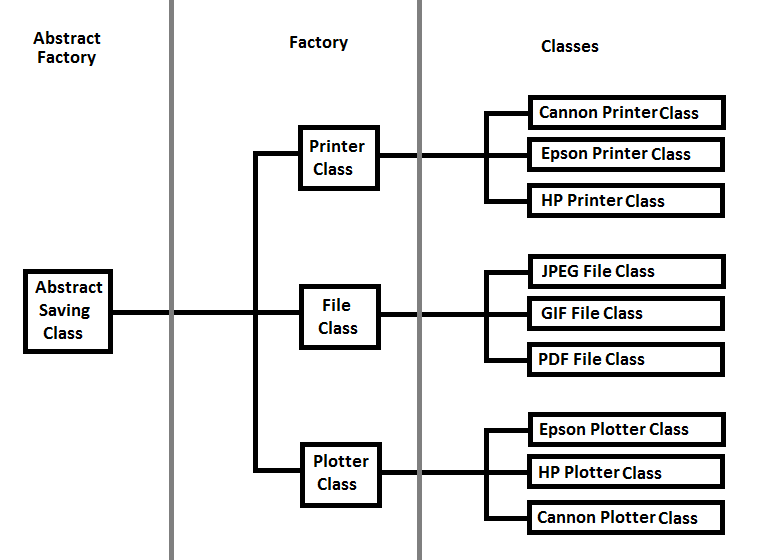 Abstract
Factory
Factory
Classes
Abstract
Saving
Class
Printer
Class
File
Class
Plotter
Class
Cannon Printer Class
Epson Printer Class
HP Printer Class
JPEG File Class
GIF File Class
PDF File Class
Epson Plotter Class
HP Plotter Class
Cannon Plotter Class